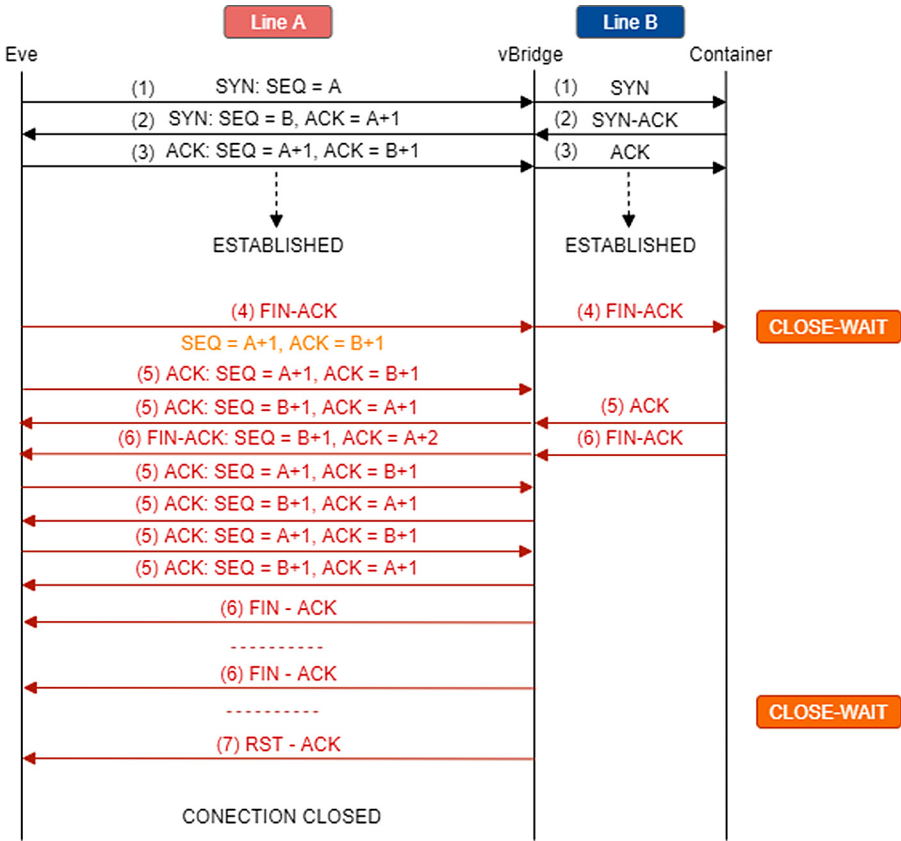 Line A
Line B
Eve
vBridge
Container
(1) SYN: SEQ = A
(1) SYN
(2) SYN: SEQ = B, ACK = A+1
(2) SYN-ACK
(3) ACK: SEQ = A+1, ACK = B+1
(3) ACK
ESTABLISHED
ESTABLISHED
(4) FIN-ACK
(4) FIN-ACK
CLOSE-WAIT
SEQ = A+1, ACK = B+1
(5) ACK: SEQ = A+1, ACK = B+1
(5) ACK: SEQ = B+1, ACK = A+1
(5) ACK
(6) FIN-ACK: SEQ = B+1, ACK = A+2
(6) FIN-ACK
(5) ACK: SEQ = A+1, ACK = B+1
(5) ACK: SEQ = B+1, ACK = A+1
(5) ACK: SEQ = A+1, ACK = B+1
(5) ACK: SEQ = B+1, ACK = A+1
(6) FIN - ACK
----------
(6) FIN - ACK
----------
CLOSE-WAIT
(7) RST - ACK
CONECTION CLOSED